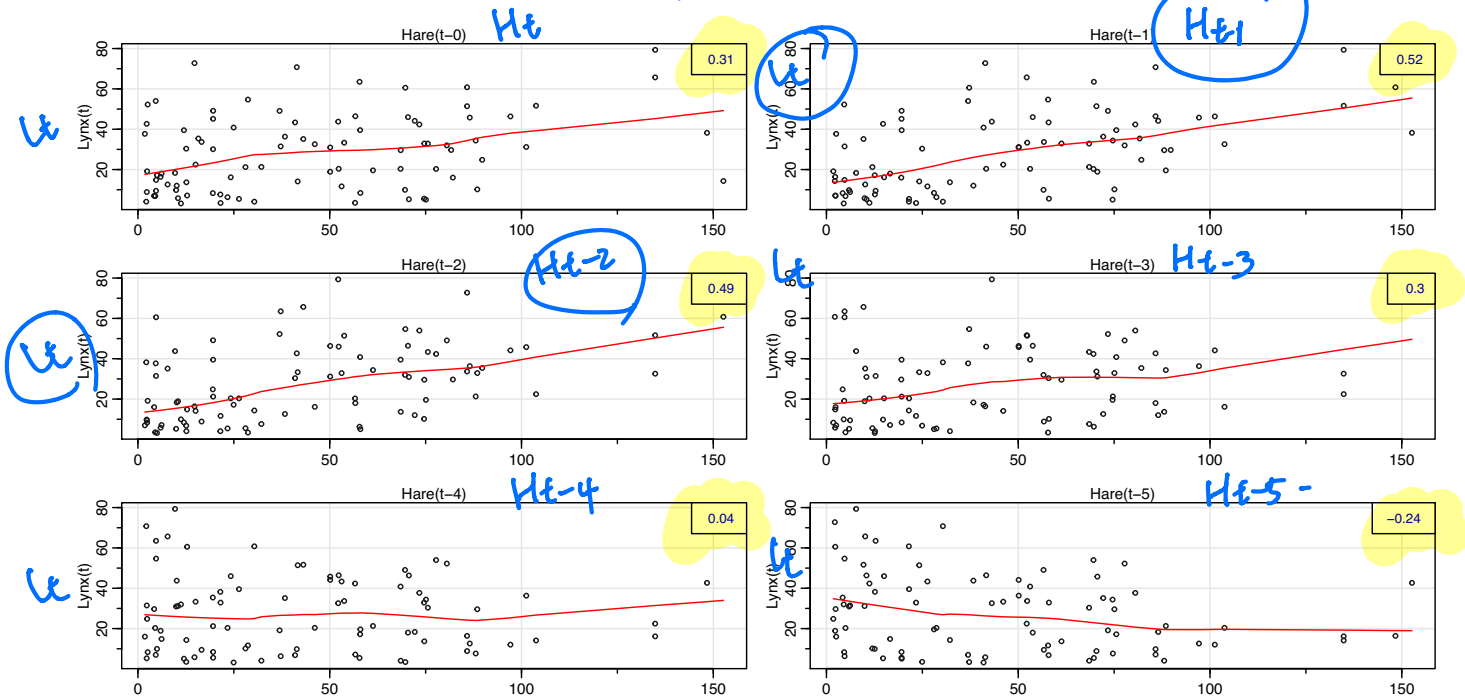 Ht
Hare(t−0)
0.31
Lt
Lynx(t)
80
60
40
20
0 50 100 150
Ht-1
Hare(t−1)
0.52
Lt
Lynx(t)
80
60
40
20
0 50 100 150
Ht-2
Hare(t−2)
0.49
Lt
Lynx(t)
80
60
40
20
0 50 100 150
Ht-3
Hare(t−3)
0.3
Lt
Lynx(t)
80
60
40
20
0 50 100 150
Ht-4
Hare(t−4)
0.04
Lt
Lynx(t)
80
60
40
20
0 50 100 150
Ht-5 -
Hare(t−5)
−0.24
Lt
Lynx(t)
80
60
40
20
0 50 100 150